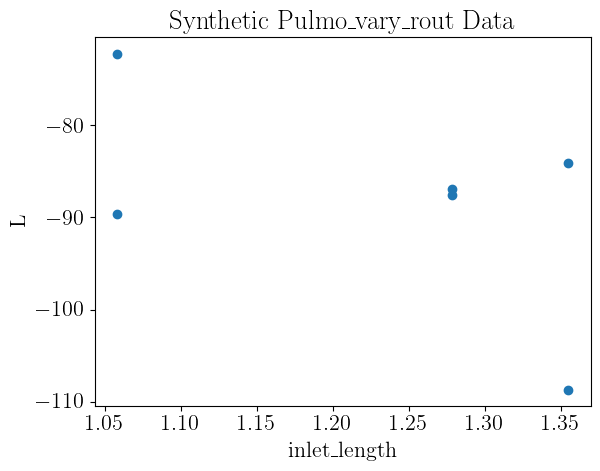 Synthetic Pulmo_vary_rout Data
L
−80
−90
−100
−110
1.05 1.10 1.15 1.20 1.25 1.30 1.35
inlet_length